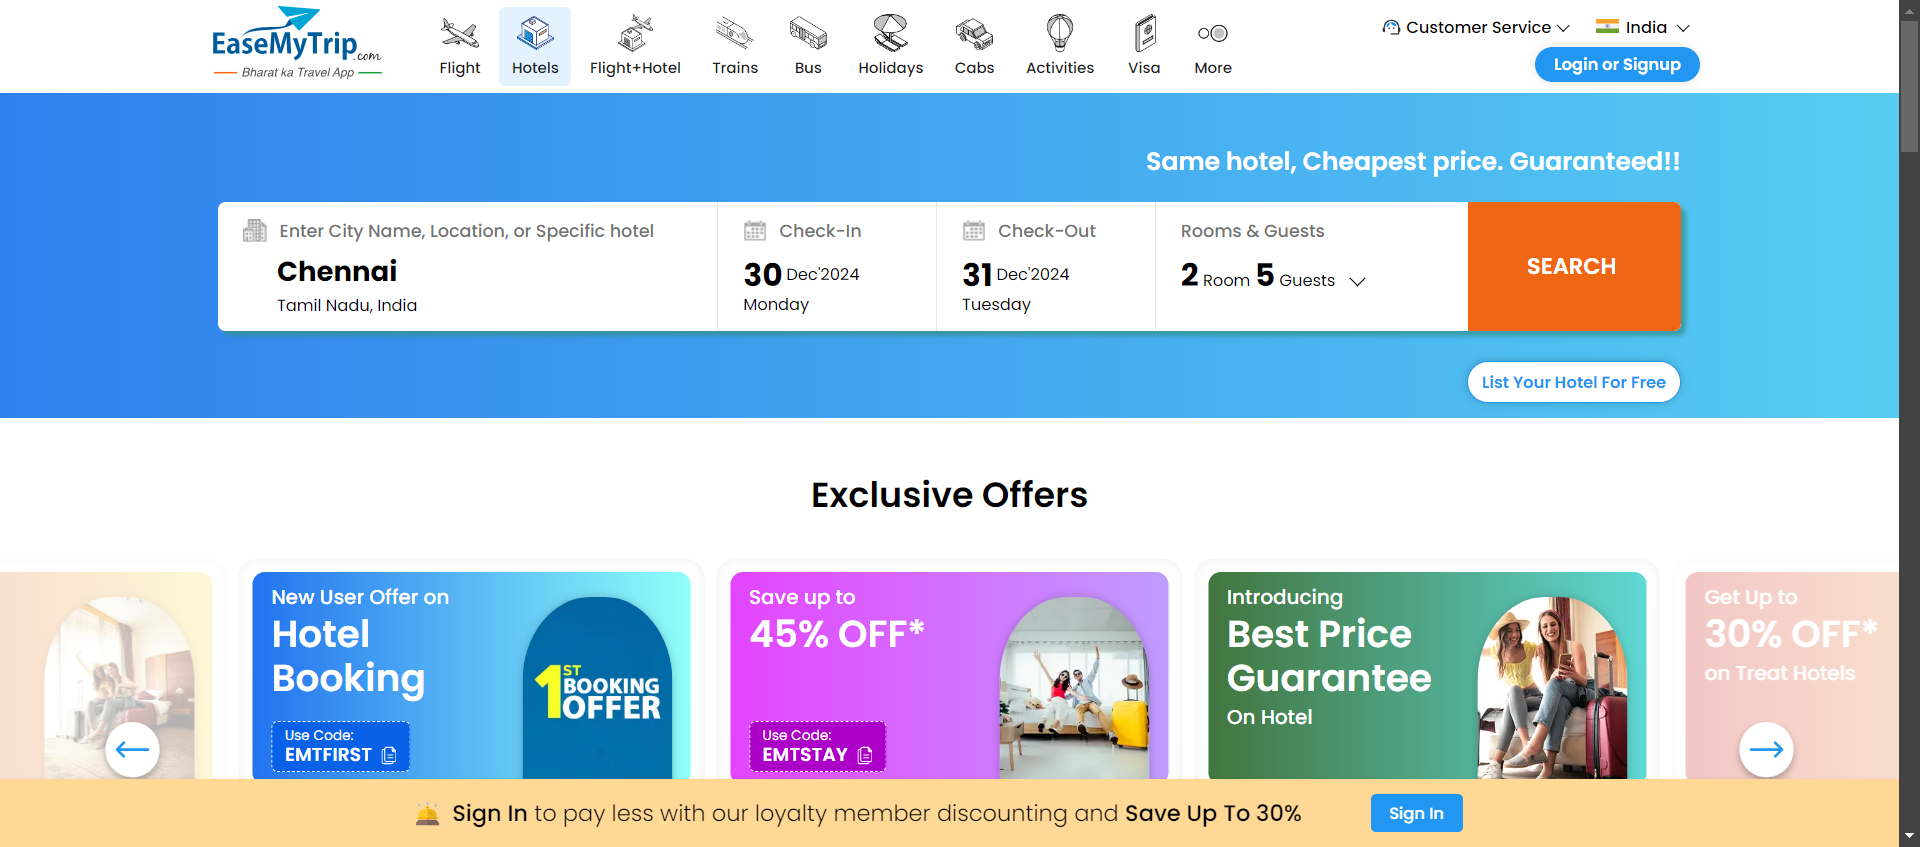 EaseMyTrip.com
Bharat ka Travel App
Flight
Hotels
Flight+Hotel
Trains
Bus
Holidays
Cabs
Activities
Visa
More
Customer Service
India
Login or Signup
Same hotel, Cheapest price. Guaranteed!!
Enter City Name, Location, or Specific hotel
Chennai
Tamil Nadu, India
Check-In
30 Dec'2024
Monday
Check-Out
31 Dec'2024
Tuesday
Rooms & Guests
2 Room 5 Guests
SEARCH
List Your Hotel For Free
Exclusive Offers
New User Offer on
Hotel
Booking
Use Code:
EMTFIRST
1ST
BOOKING
OFFER
Save up to
45% OFF*
Use Code:
EMTSTAY
Introducing
Best Price
Guarantee
On Hotel
Get Up to
30% OFF*
on Treat Hotels
Sign In to pay less with our loyalty member discounting and Save Up To 30%
Sign In